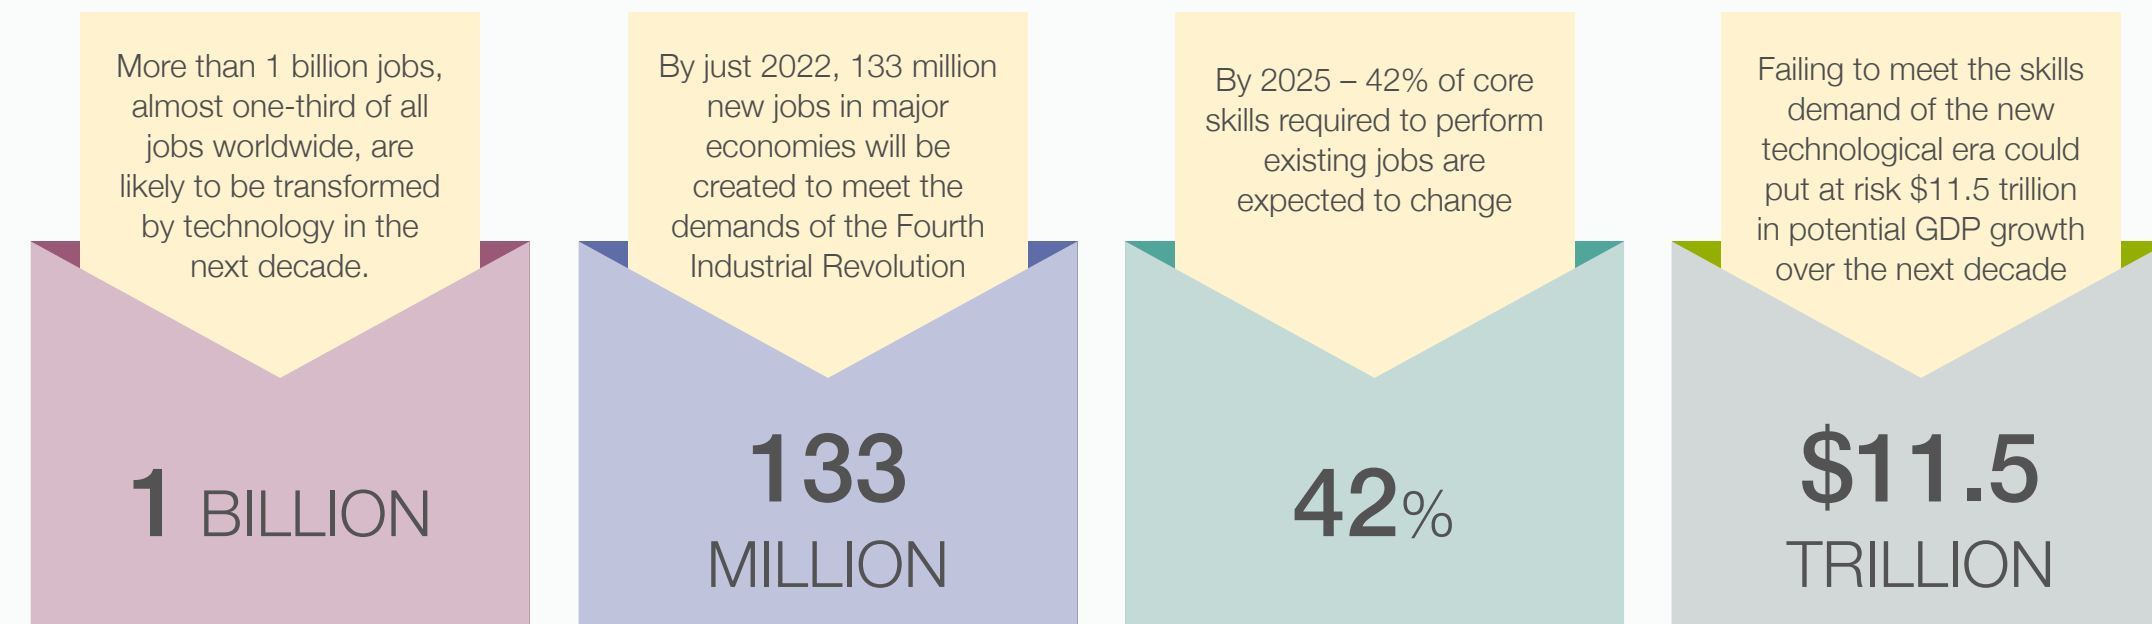 More than 1 billion jobs,
almost one-third of all
jobs worldwide, are
likely to be transformed
by technology in the
next decade.
1 BILLION
By just 2022, 133 million
new jobs in major
economies will be
created to meet the
demands of the Fourth
Industrial Revolution
133
MILLION
By 2025 – 42% of core
skills required to perform
existing jobs are
expected to change
42%
Failing to meet the skills
demand of the new
technological era could
put at risk $11.5 trillion
in potential GDP growth
over the next decade
$11.5
TRILLION